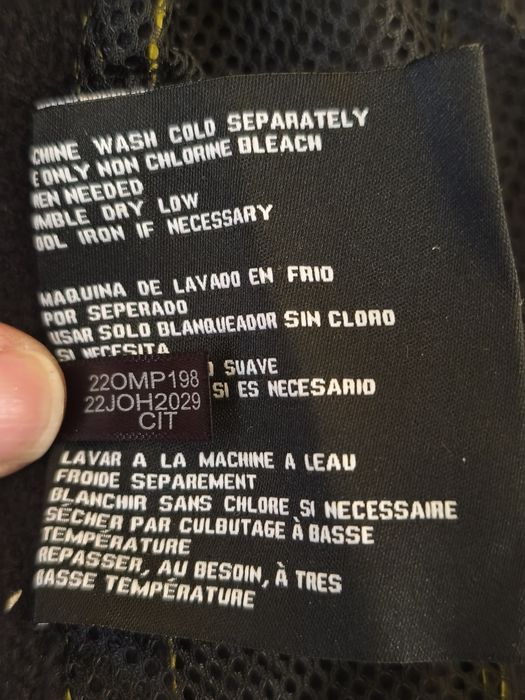 CHINE WASH COLD SEPARATELY
E ONLY NON CHLORINE BLEACH
HEN NEEDED
MBLE DRY LOW
OOL IRON IF NECESSARY
MAQUINA DE LAVADO EN FRIO
POR SEPERADO
USAR SOLO BLANQUEADOR SIN CLORO
SI NECESITA
SUAVE
SI ES NECESARIO
22OMP198
22JOH2029
CIT
LAVAR A LA MACHINE A LEAU
FROIDE SEPAREMENT
BLANCHIR SANS CHLORE SI NECESSAIRE
SÉCHER PAR CULBUTAGE À BASSE
TEMPÉRATURE
REPASSER, AU BESOIN, À TRES
BASSE TEMPÉRATURE